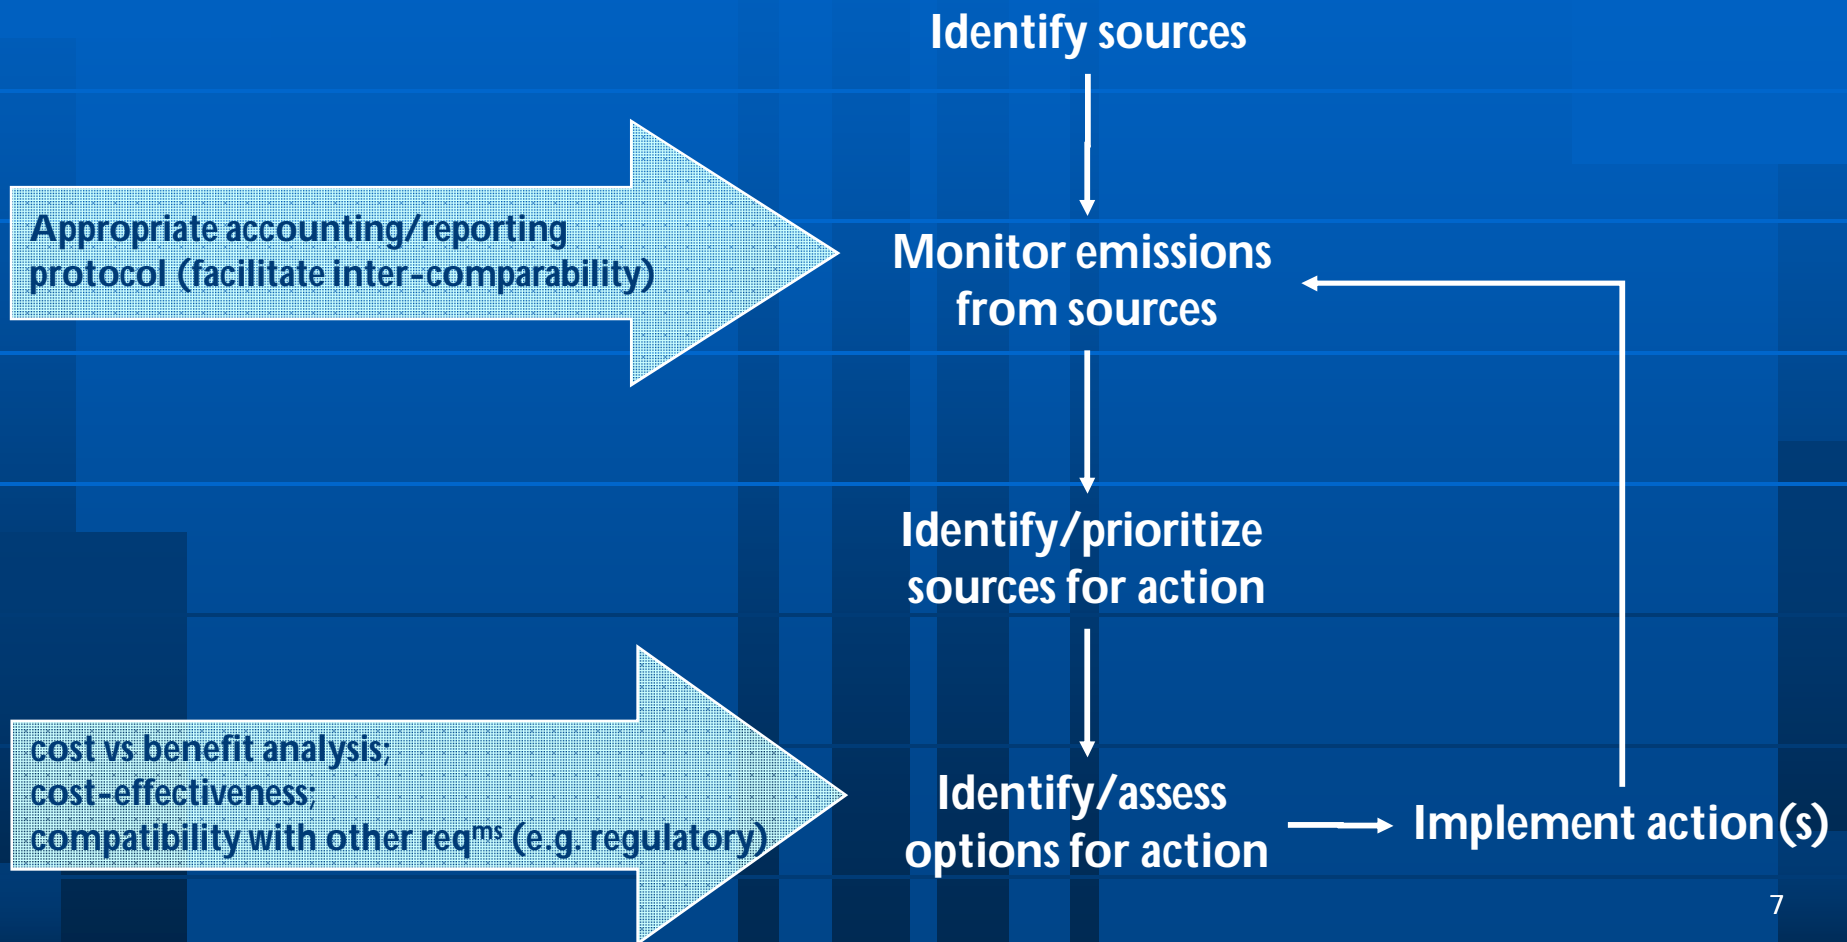 Identify sources
Appropriate accounting/reporting
protocol (facilitate inter-comparability)
Monitor emissions
from sources
Identify/prioritize
sources for action
cost vs benefit analysis;
cost-effectiveness;
compatibility with other reqms (e.g. regulatory)
Identify/assess
options for action
Implement action(s)
7